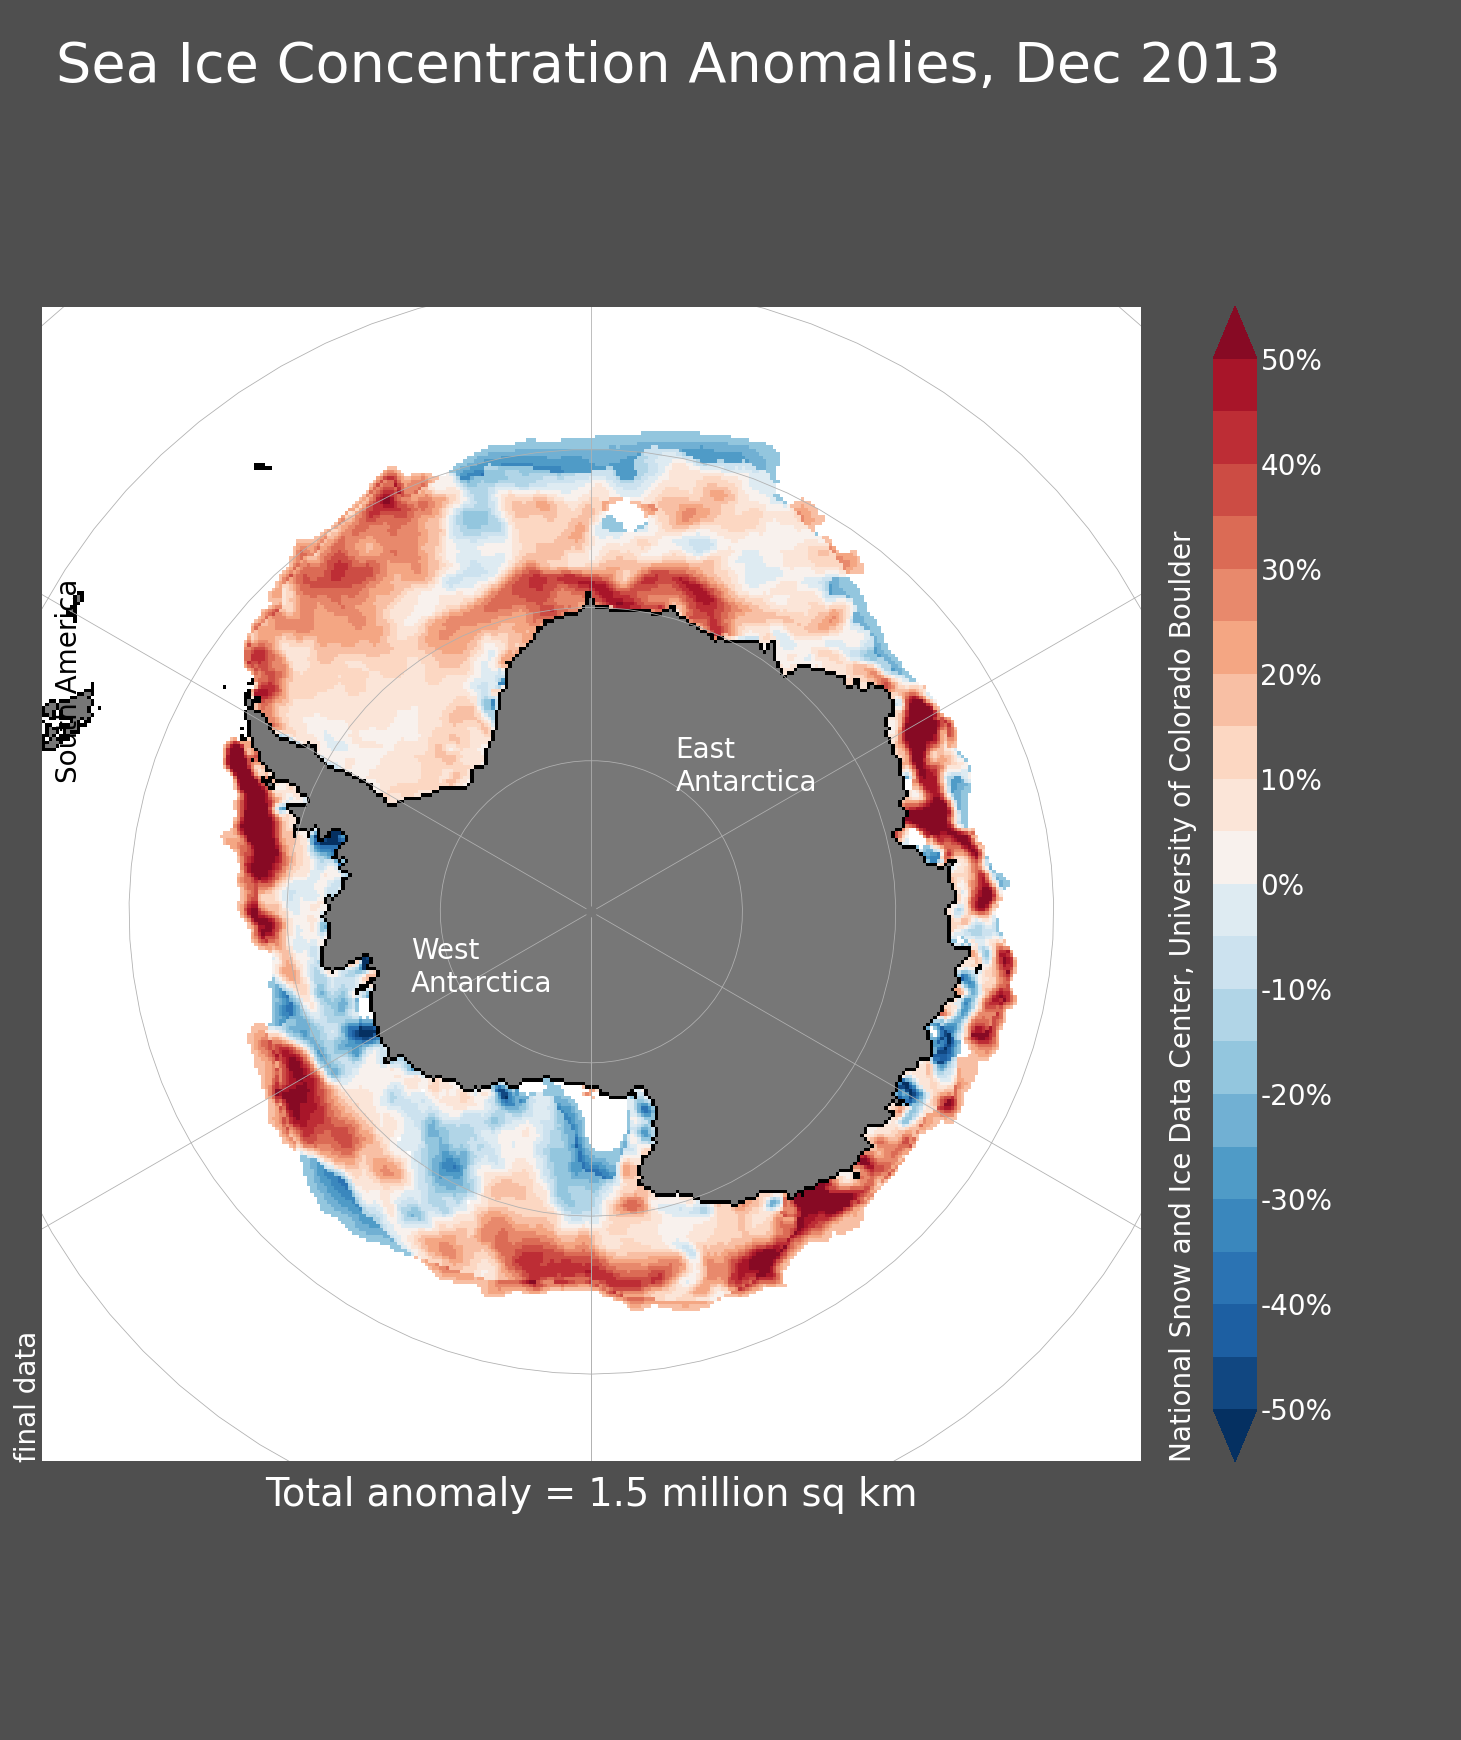 Sea Ice Concentration Anomalies, Dec 2013
South America
East
Antarctica
West
Antarctica
final data
National Snow and Ice Data Center, University of Colorado Boulder
50%
40%
30%
20%
10%
0%
-10%
-20%
-30%
-40%
-50%
Total anomaly = 1.5 million sq km